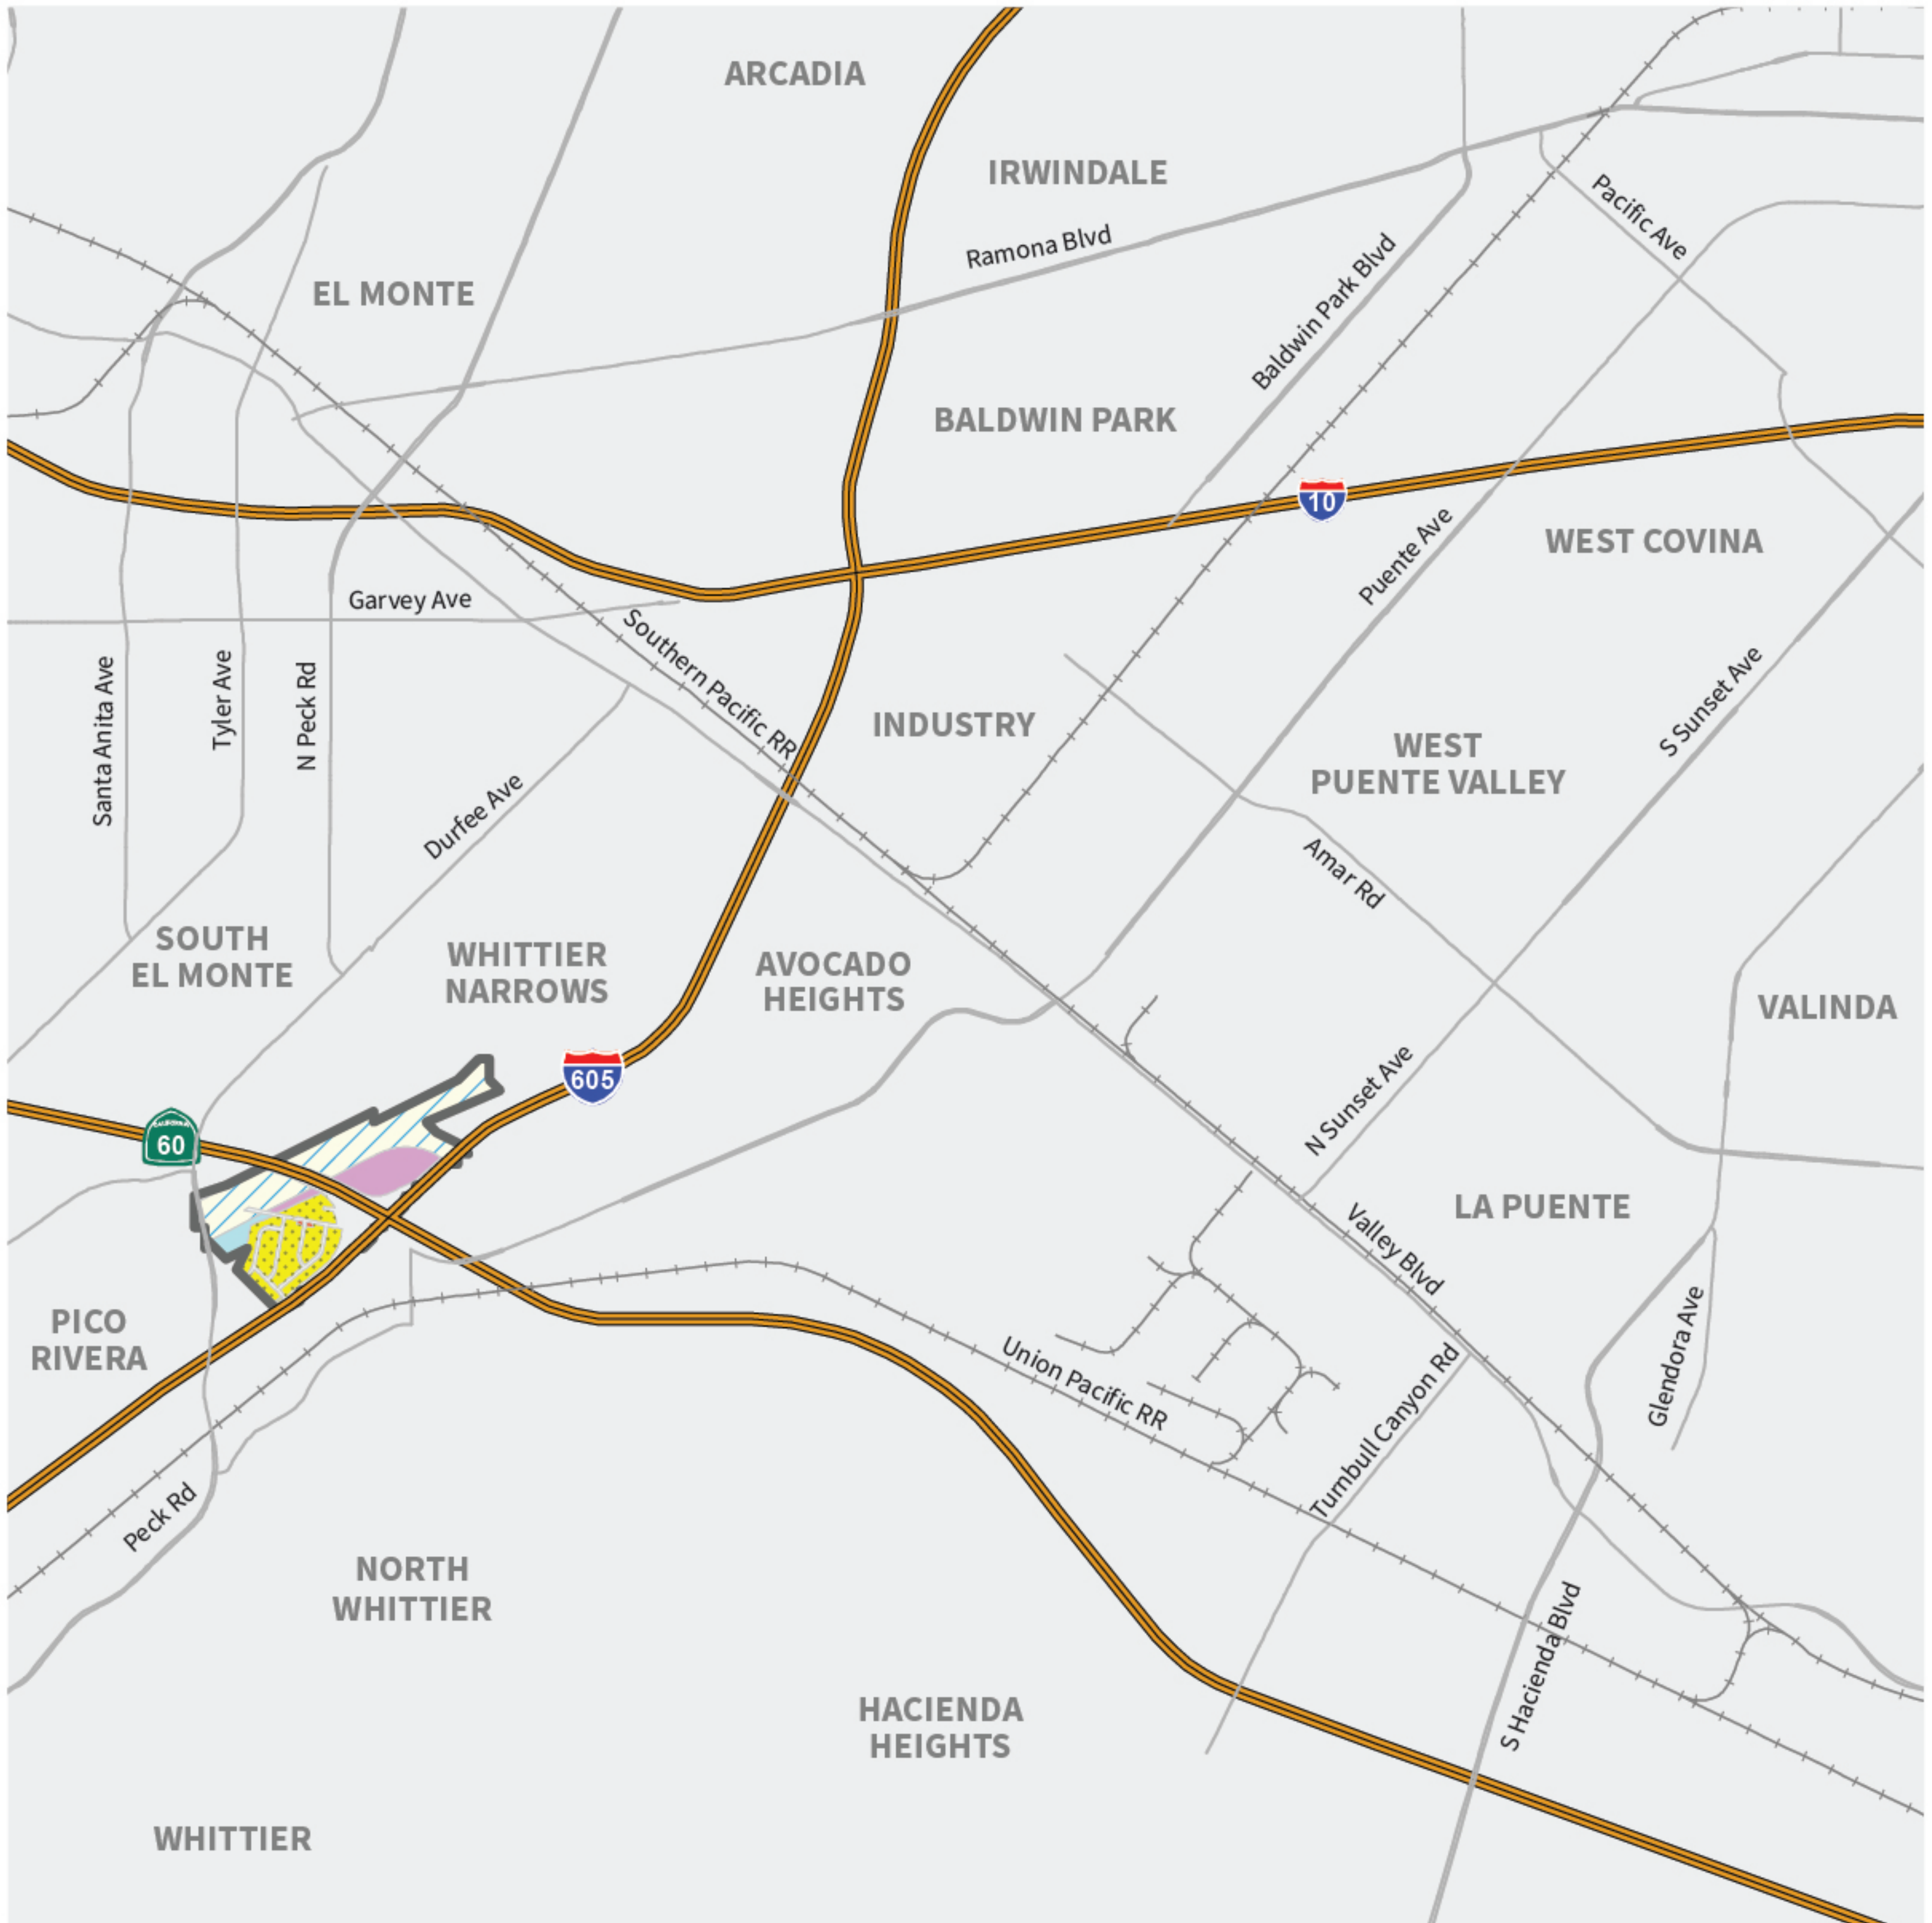 ARCADIA
IRWINDALE
Pacific Ave
Ramona Blvd
EL MONTE
Baldwin Park Blvd
BALDWIN PARK
10
WEST COVINA
Puente Ave
Garvey Ave
Southern Pacific RR
Santa Anita Ave
Tyler Ave
N Peck Rd
S Sunset Ave
INDUSTRY
WEST
PUENTE VALLEY
Durfee Ave
Amar Rd
SOUTH
EL MONTE
WHITTIER
NARROWS
AVOCADO
HEIGHTS
VALINDA
605
N Sunset Ave
CALIFORNIA
60
LA PUENTE
Valley Blvd
PICO
RIVERA
Union Pacific RR
Glendora Ave
Turnbull Canyon Rd
Peck Rd
NORTH
WHITTIER
S Hacienda Blvd
HACIENDA
HEIGHTS
WHITTIER